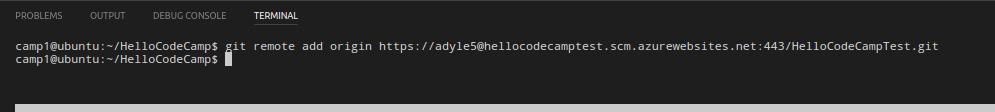 PROBLEMS OUTPUT DEBUG CONSOLE TERMINAL
camp1@ubuntu:~/HelloCodeCamp$ git remote add origin https://adyle5@hellocodecamptest.scm.azurewebsites.net:443/HelloCodeCampTest.git
camp1@ubuntu:~/HelloCodeCamp$